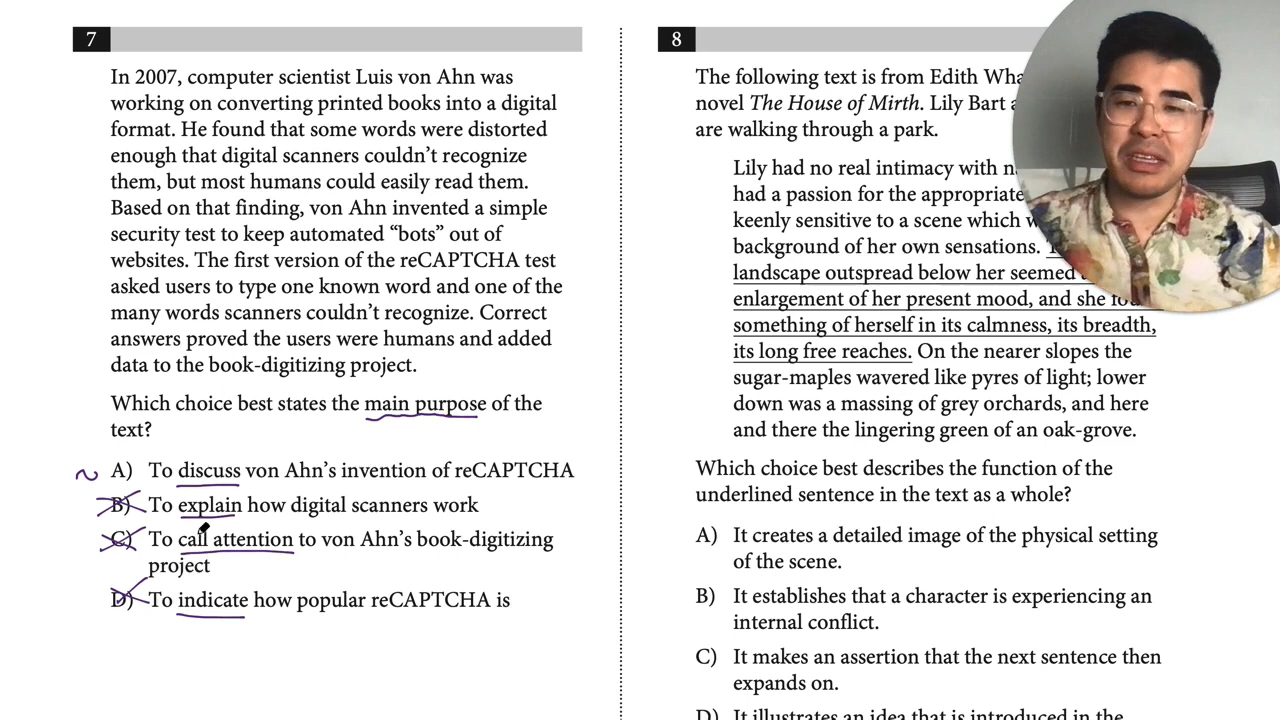 7
In 2007, computer scientist Luis von Ahn was
working on converting printed books into a digital
format. He found that some words were distorted
enough that digital scanners couldn’t recognize
them, but most humans could easily read them.
Based on that finding, von Ahn invented a simple
security test to keep automated “bots” out of
websites. The first version of the reCAPTCHA test
asked users to type one known word and one of the
many words scanners couldn’t recognize. Correct
answers proved the users were humans and added
data to the book-digitizing project.
Which choice best states the main purpose of the
text?
A) To discuss von Ahn’s invention of reCAPTCHA
B) To explain how digital scanners work
C) To call attention to von Ahn’s book-digitizing
project
D) To indicate how popular reCAPTCHA is
8
The following text is from Edith
novel The House of Mirth. Lily Bart
are walking through a park.
Lily had no real intimacy with
had a passion for the appropriate
keenly sensitive to a scene which
background of her own sensations.
landscape outspread below her seemed
enlargement of her present mood, and she
something of herself in its calmness, its breadth,
its long free reaches. On the nearer slopes the
sugar-maples wavered like pyres of light; lower
down was a massing of grey orchards, and here
and there the lingering green of an oak-grove.
Which choice best describes the function of the
underlined sentence in the text as a whole?
A) It creates a detailed image of the physical setting
of the scene.
B) It establishes that a character is experiencing an
internal conflict.
C) It makes an assertion that the next sentence then
expands on.
D) It illustrates an idea that is introduced in the